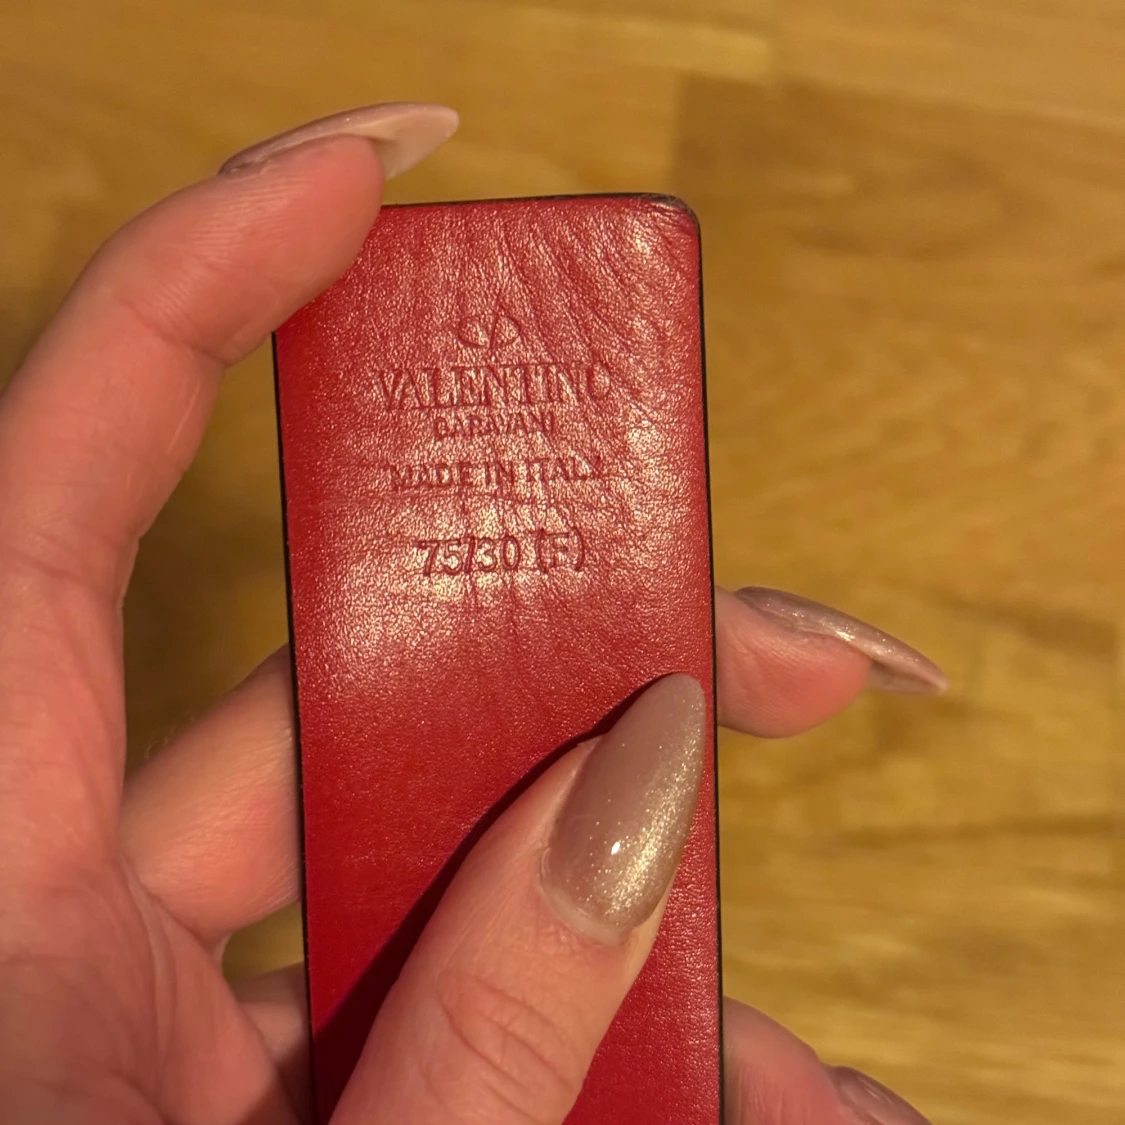 VALENTINO
GARAVANI
MADE IN ITALY
75/30 (F)